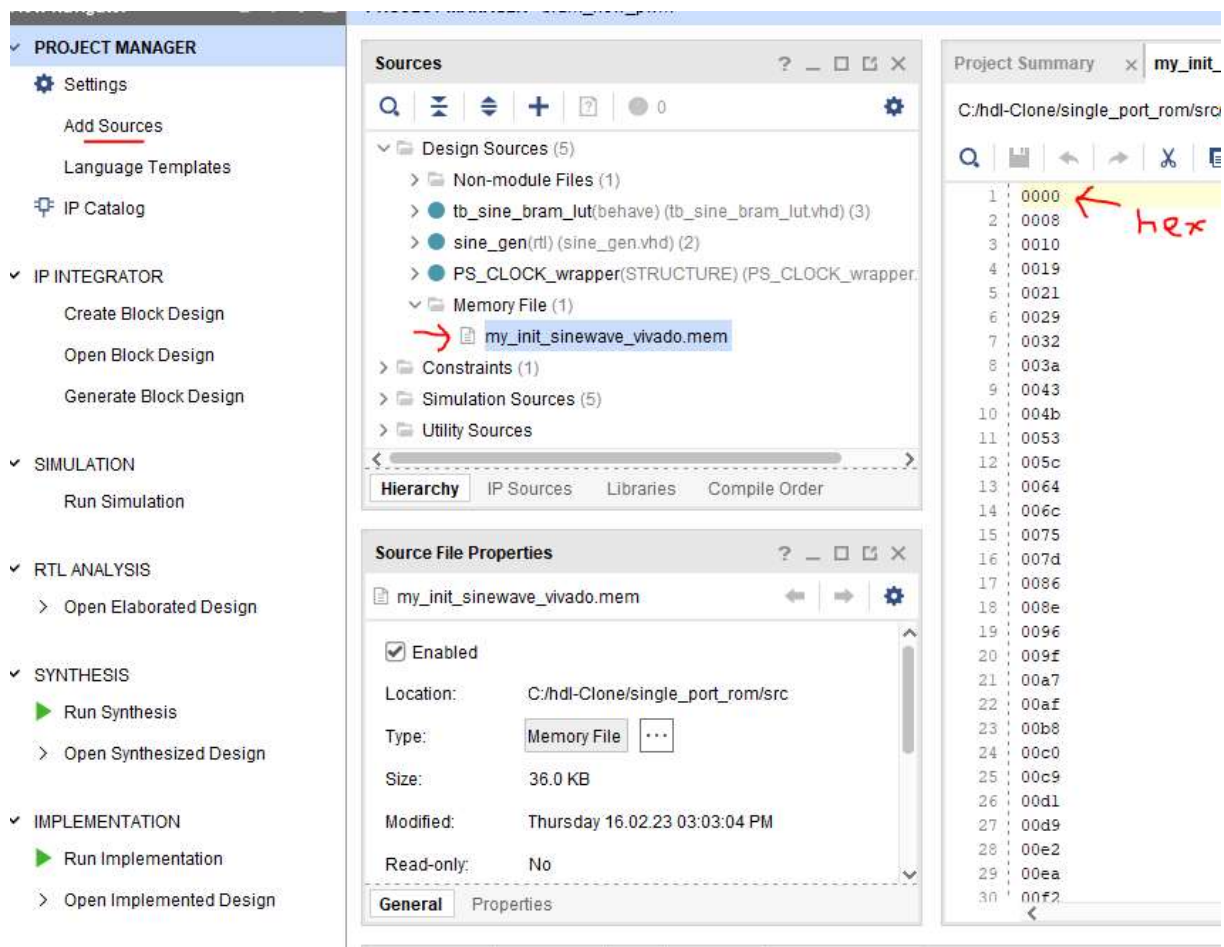 PROJECT MANAGER
Settings
Add Sources
Language Templates
IP Catalog
IP INTEGRATOR
Create Block Design
Open Block Design
Generate Block Design
SIMULATION
Run Simulation
RTL ANALYSIS
Open Elaborated Design
SYNTHESIS
Run Synthesis
Open Synthesized Design
IMPLEMENTATION
Run Implementation
Open Implemented Design
Sources
0
Design Sources (5)
Non-module Files (1)
tb_sine_bram_lut(behave) (tb_sine_bram_lut.vhd) (3)
sine_gen(rtl) (sine_gen.vhd) (2)
PS_CLOCK_wrapper(STRUCTURE) (PS_CLOCK_wrapper.
Memory File (1)
my_init_sinewave_vivado.mem
Constraints (1)
Simulation Sources (5)
Utility Sources
Hierarchy IP Sources Libraries Compile Order
Source File Properties
my_init_sinewave_vivado.mem
Enabled
Location: C:/hdl-Clone/single_port_rom/src
Type: Memory File ...
Size: 36.0 KB
Modified: Thursday 16.02.23 03:03:04 PM
Read-only: No
General Properties
Project Summary × my_init_
C:/hdl-Clone/single_port_rom/src/
1 0000
hex
2 0008
3 0010
4 0019
5 0021
6 0029
7 0032
8 003a
9 0043
10 004b
11 0053
12 005c
13 0064
14 006c
15 0075
16 007d
17 0086
18 008e
19 0096
20 009f
21 00a7
22 00af
23 00b8
24 00c0
25 00c9
26 00d1
27 00d9
28 00e2
29 00ea
30 00f2